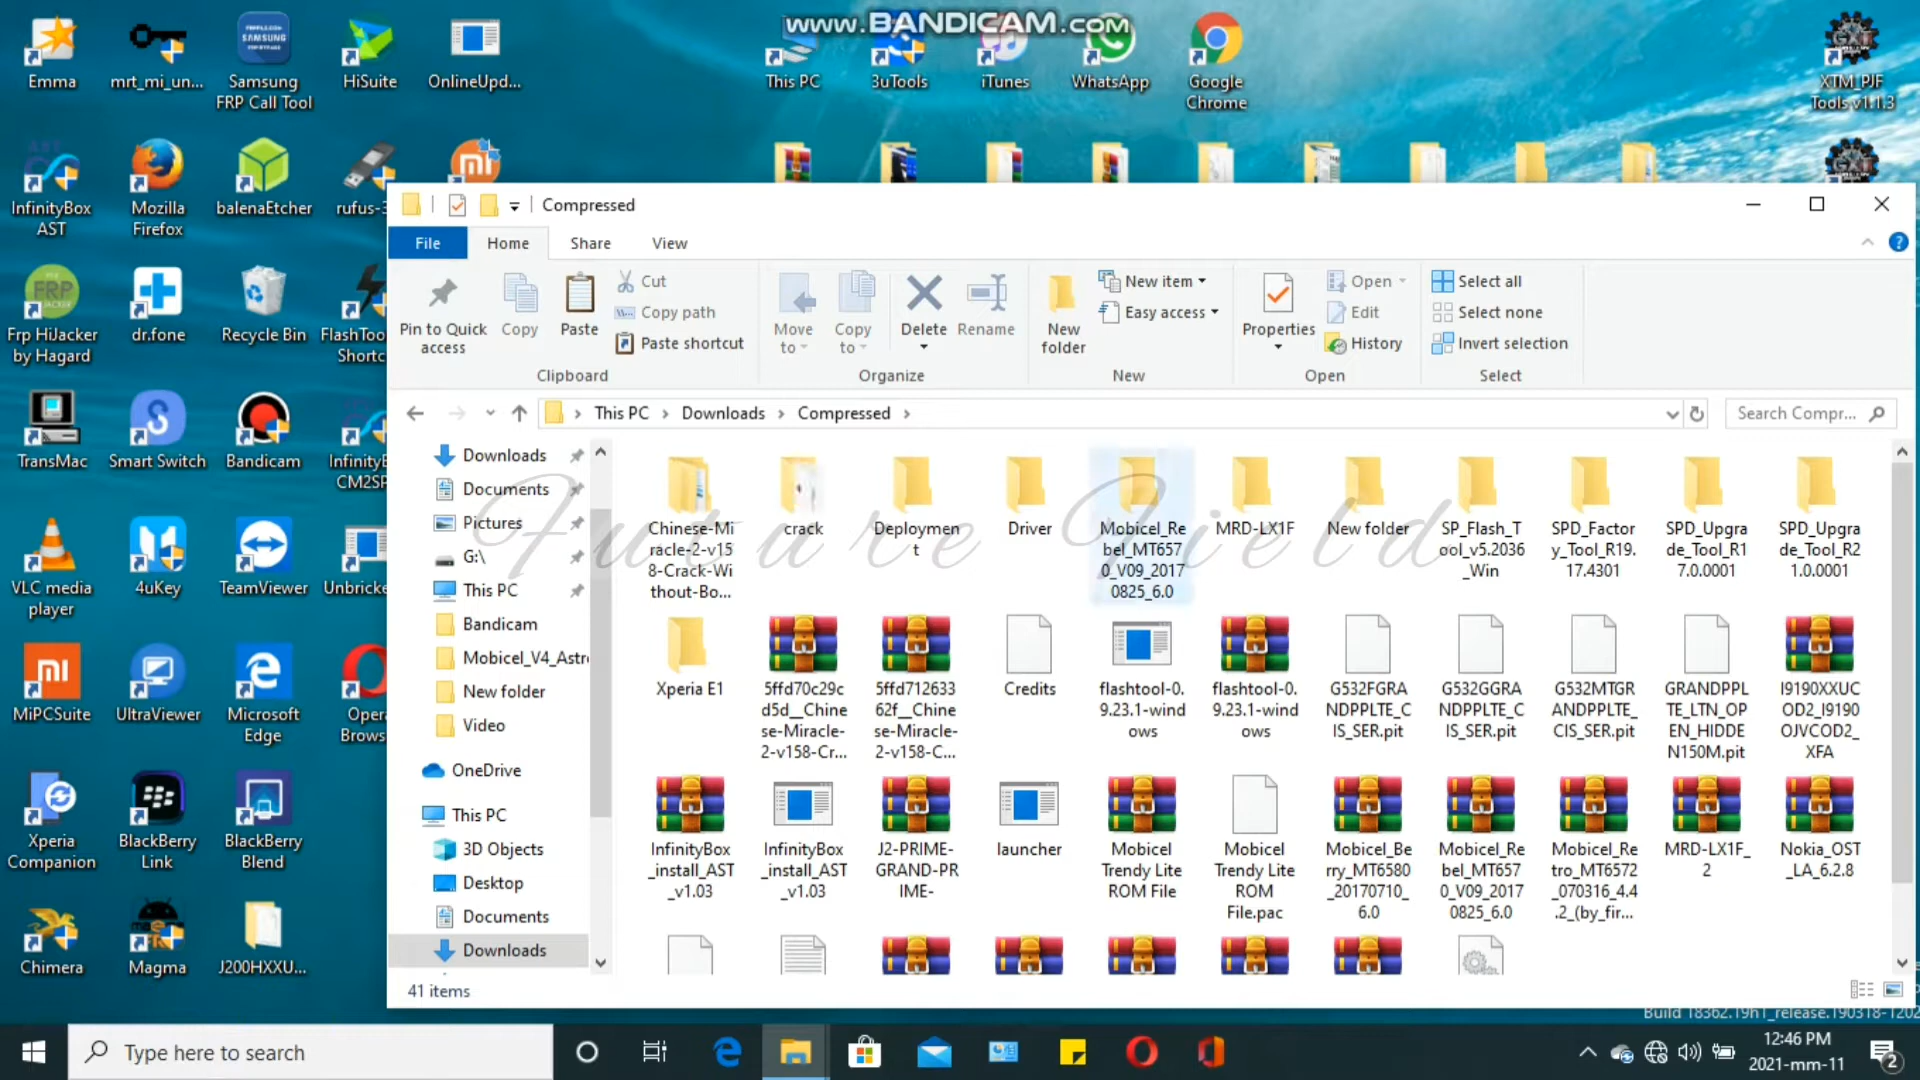 www.BANDICAM.com
Emma
mrt_mi_un...
Samsung
FRP Call Tool
HiSuite
OnlineUpd...
This PC
3uTools
iTunes
WhatsApp
Google
Chrome
XTM_PJF
Tools v1.1.3
InfinityBox
AST
Mozilla
Firefox
balenaEtcher
rufus-3
Frp HiJacker
by Hagard
dr.fone
Recycle Bin
FlashToo
Shortc
TransMac
Smart Switch
Bandicam
InfinityB
CM2SP
VLC media
player
4uKey
TeamViewer
Unbricke
MiPCSuite
UltraViewer
Microsoft
Edge
Oper
Brows
Xperia
Companion
BlackBerry
Link
BlackBerry
Blend
Chimera
Magma
J200HXXU...
Compressed
File
Home
Share
View
Pin to Quick
access
Copy
Paste
Cut
Copy path
Paste shortcut
Clipboard
Move
to
Copy
to
Delete
Rename
Organize
New
folder
New item
Easy access
New
Properties
Open
Edit
History
Open
Select all
Select none
Invert selection
Select
This PC
Downloads
Compressed
Search Compr...
Downloads
Documents
Pictures
G:\
This PC
Bandicam
Mobicel_V4_Astr
New folder
Video
OneDrive
This PC
3D Objects
Desktop
Documents
Downloads
Future Field
Chinese-Mi
racle-2-v15
8-Crack-Wi
thout-Bo...
crack
Deploymen
t
Driver
Mobicel_Re
bel_MT657
0_V09_2017
0825_6.0
MRD-LX1F
New folder
SP_Flash_T
ool_v5.2036
_Win
SPD_Factor
y_Tool_R19.
17.4301
SPD_Upgra
de_Tool_R1
7.0.0001
SPD_Upgra
de_Tool_R2
1.0.0001
Xperia E1
5ffd70c29c
d5d__Chine
se-Miracle-
2-v158-Cr...
5ffd712633
62f__Chine
se-Miracle-
2-v158-C...
Credits
flashtool-0.
9.23.1-wind
ows
flashtool-0.
9.23.1-wind
ows
G532FGRA
NDPPLTE_C
IS_SER.pit
G532GGRA
NDPPLTE_C
IS_SER.pit
G532MTGR
ANDPPLTE_
CIS_SER.pit
GRANDPPL
TE_LTN_OP
EN_HIDDE
N150M.pit
I9190XXUC
OD2_I9190
OJVCOD2_
XFA
InfinityBox
_install_AST
_v1.03
InfinityBox
_install_AST
_v1.03
J2-PRIME-
GRAND-PR
IME-
launcher
Mobicel
Trendy Lite
ROM File
Mobicel
Trendy Lite
ROM
File.pac
Mobicel_Be
rry_MT6580
_20170710_
6.0
Mobicel_Re
bel_MT657
0_V09_2017
0825_6.0
Mobicel_Re
tro_MT6572
_070316_4.4
.2_(by_fir...
MRD-LX1F_
2
Nokia_OST
_LA_6.2.8
41 items
Build 18362.19h1_release.190318-1202
Type here to search
12:46 PM
2021-mm-11
2